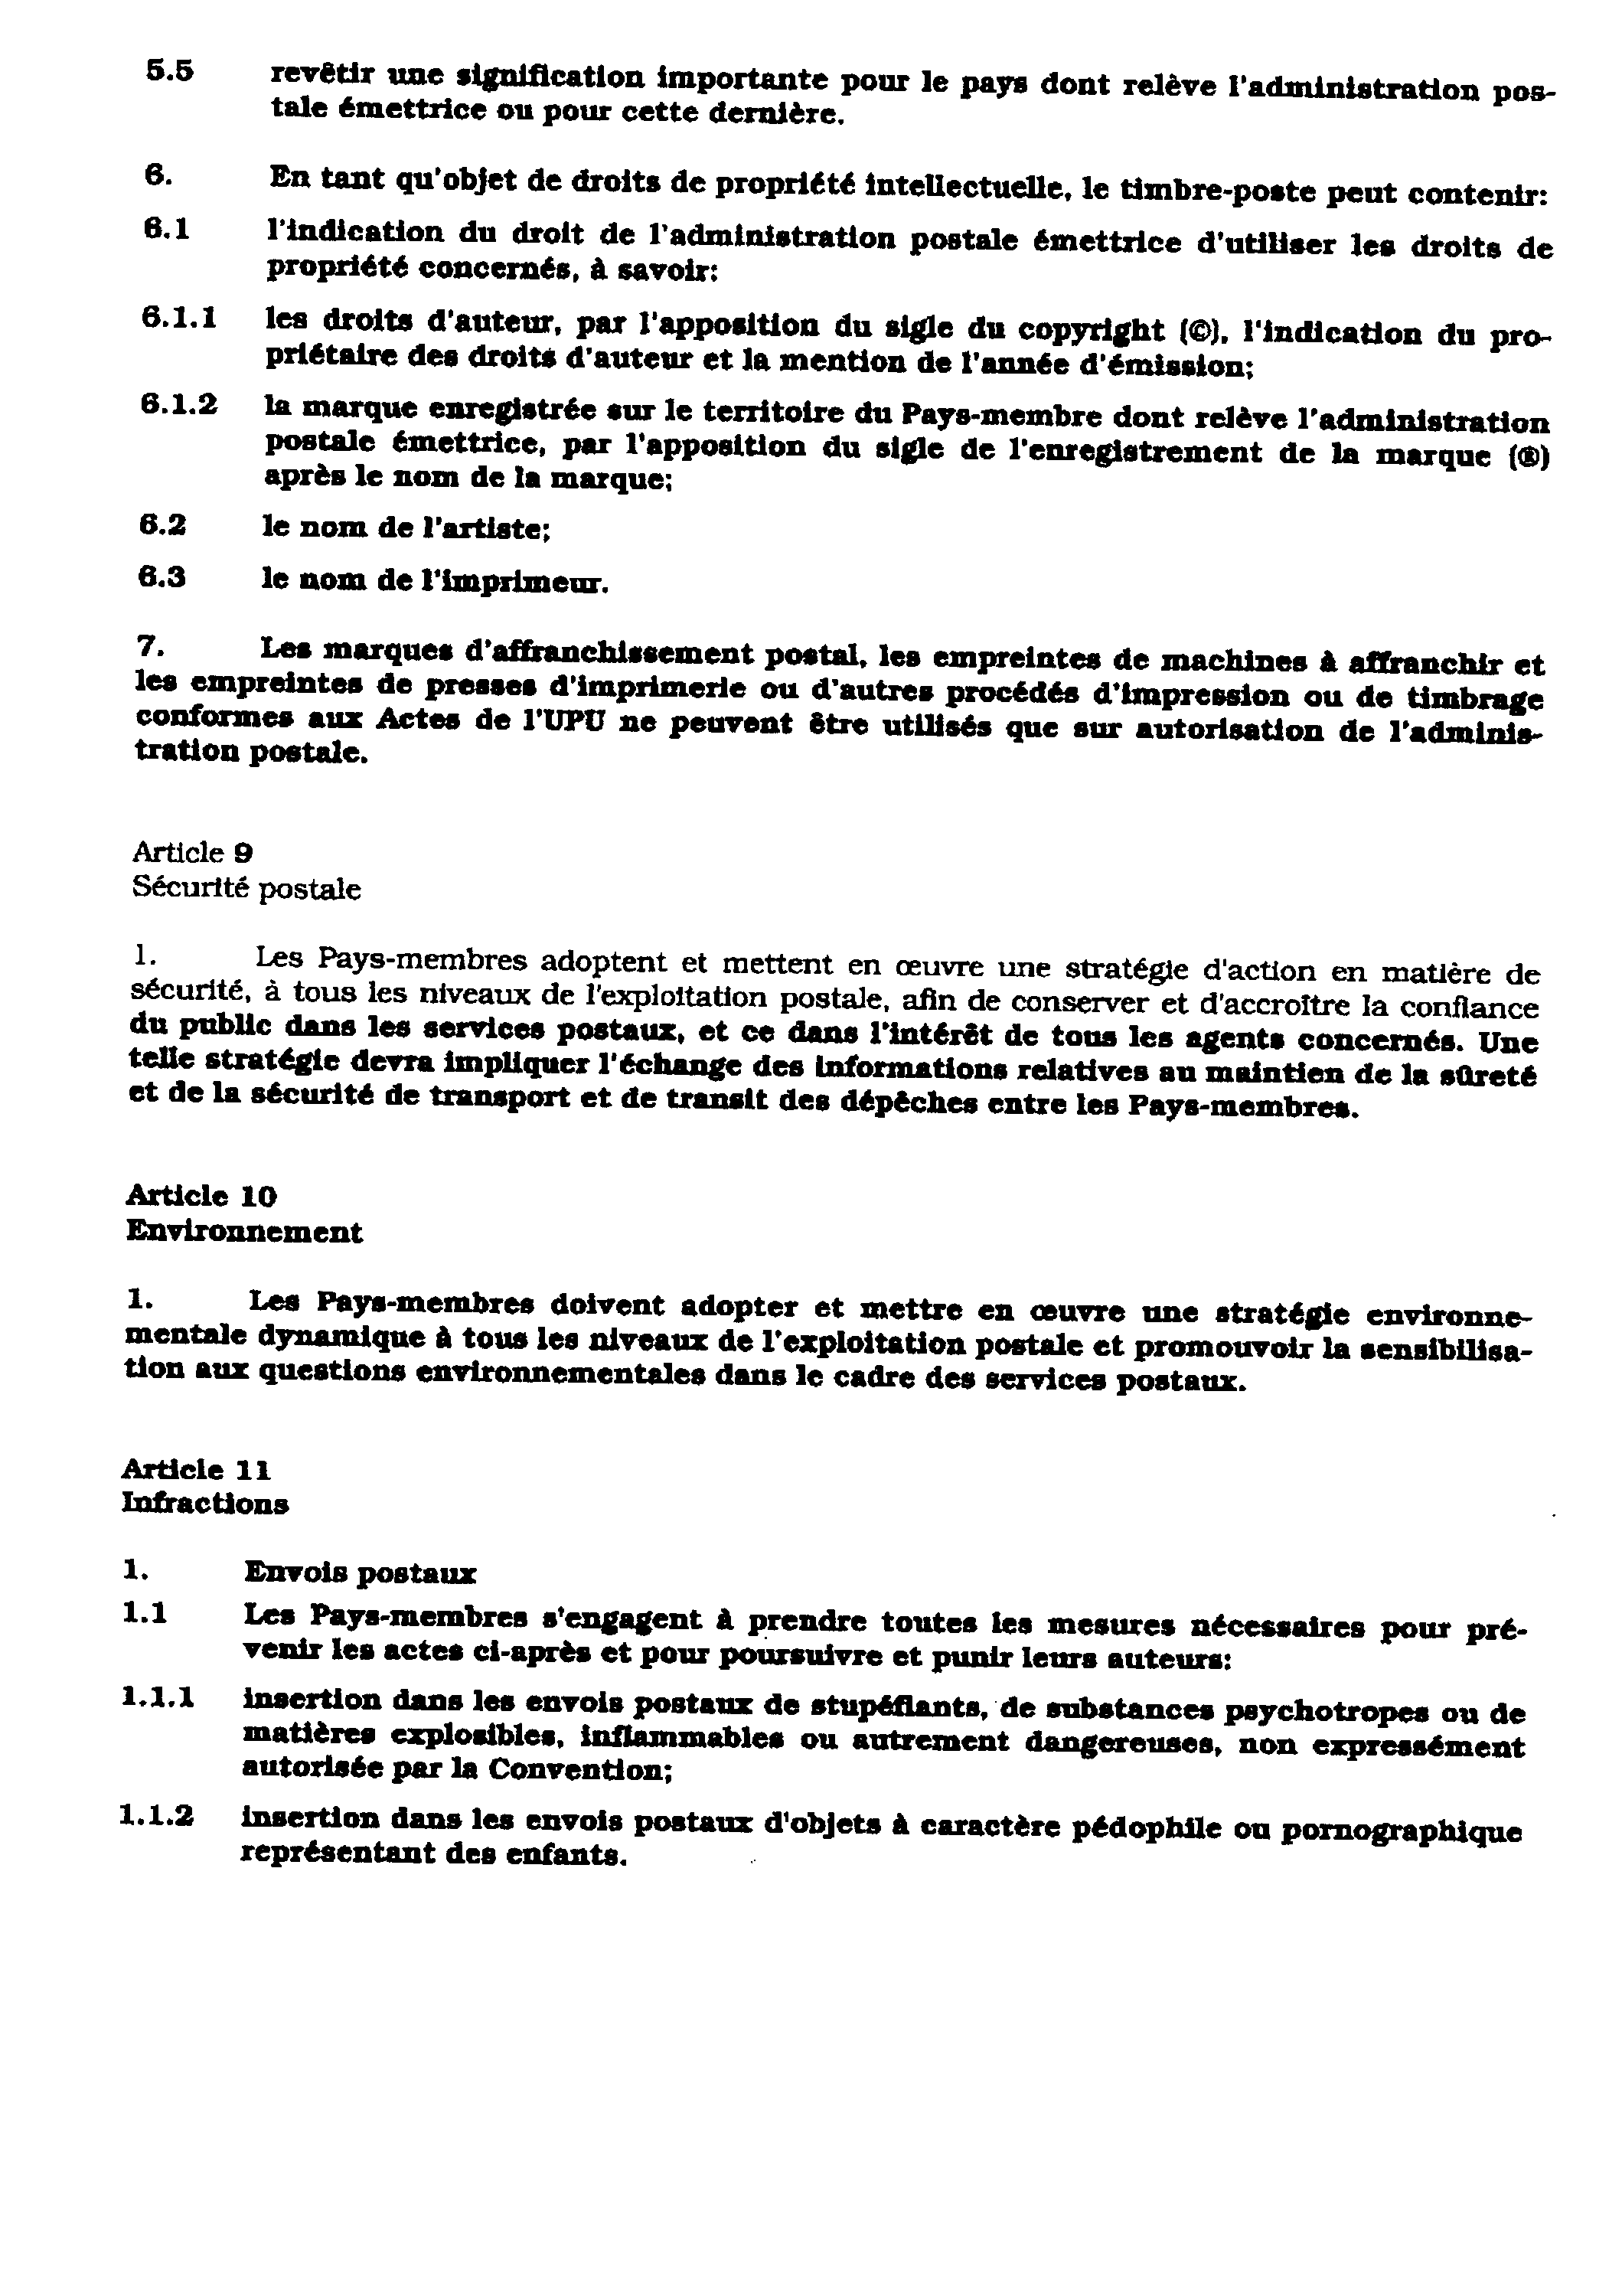 5.5 revêtir une signification importante pour le pays dont relève l'administration pos-
tale émettrice ou pour cette dernière.
6. En tant qu'objet de droits de propriété intellectuelle, le timbre-poste peut contenir:
6.1 l'indication du droit de l'administration postale émettrice d'utiliser les droits de
propriété concernés, à savoir:
6.1.1 les droits d'auteur, par l'apposition du sigle du copyright (©), l'indication du pro-
priétaire des droits d'auteur et la mention de l'année d'émission;
6.1.2 la marque enregistrée sur le territoire du Pays-membre dont relève l'administration
postale émettrice, par l'apposition du sigle de l'enregistrement de la marque (®)
après le nom de la marque;
6.2 le nom de l'artiste;
6.3 le nom de l'imprimeur.
7. Les marques d'affranchissement postal, les empreintes de machines à affranchir et
les empreintes de presses d'imprimerie ou d'autres procédés d'impression ou de timbrage
conformes aux Actes de l'UPU ne peuvent être utilisés que sur autorisation de l'adminis-
tration postale.
Article 9
Sécurité postale
1. Les Pays-membres adoptent et mettent en œuvre une stratégie d'action en matière de
sécurité, à tous les niveaux de l'exploitation postale, afin de conserver et d'accroître la confiance
du public dans les services postaux, et ce dans l'intérêt de tous les agents concernés. Une
telle stratégie devra impliquer l'échange des informations relatives au maintien de la sûreté
et de la sécurité de transport et de transit des dépêches entre les Pays-membres.
Article 10
Environnement
1. Les Pays-membres doivent adopter et mettre en œuvre une stratégie environne-
mentale dynamique à tous les niveaux de l'exploitation postale et promouvoir la sensibilisa-
tion aux questions environnementales dans le cadre des services postaux.
Article 11
Infractions
1. Envois postaux
1.1 Les Pays-membres s'engagent à prendre toutes les mesures nécessaires pour pré-
venir les actes ci-après et pour poursuivre et punir leurs auteurs:
1.1.1 insertion dans les envois postaux de stupéfiants, de substances psychotropes ou de
matières explosibles, inflammables ou autrement dangereuses, non expressément
autorisée par la Convention;
1.1.2 insertion dans les envois postaux d'objets à caractère pédophile ou pornographique
représentant des enfants.